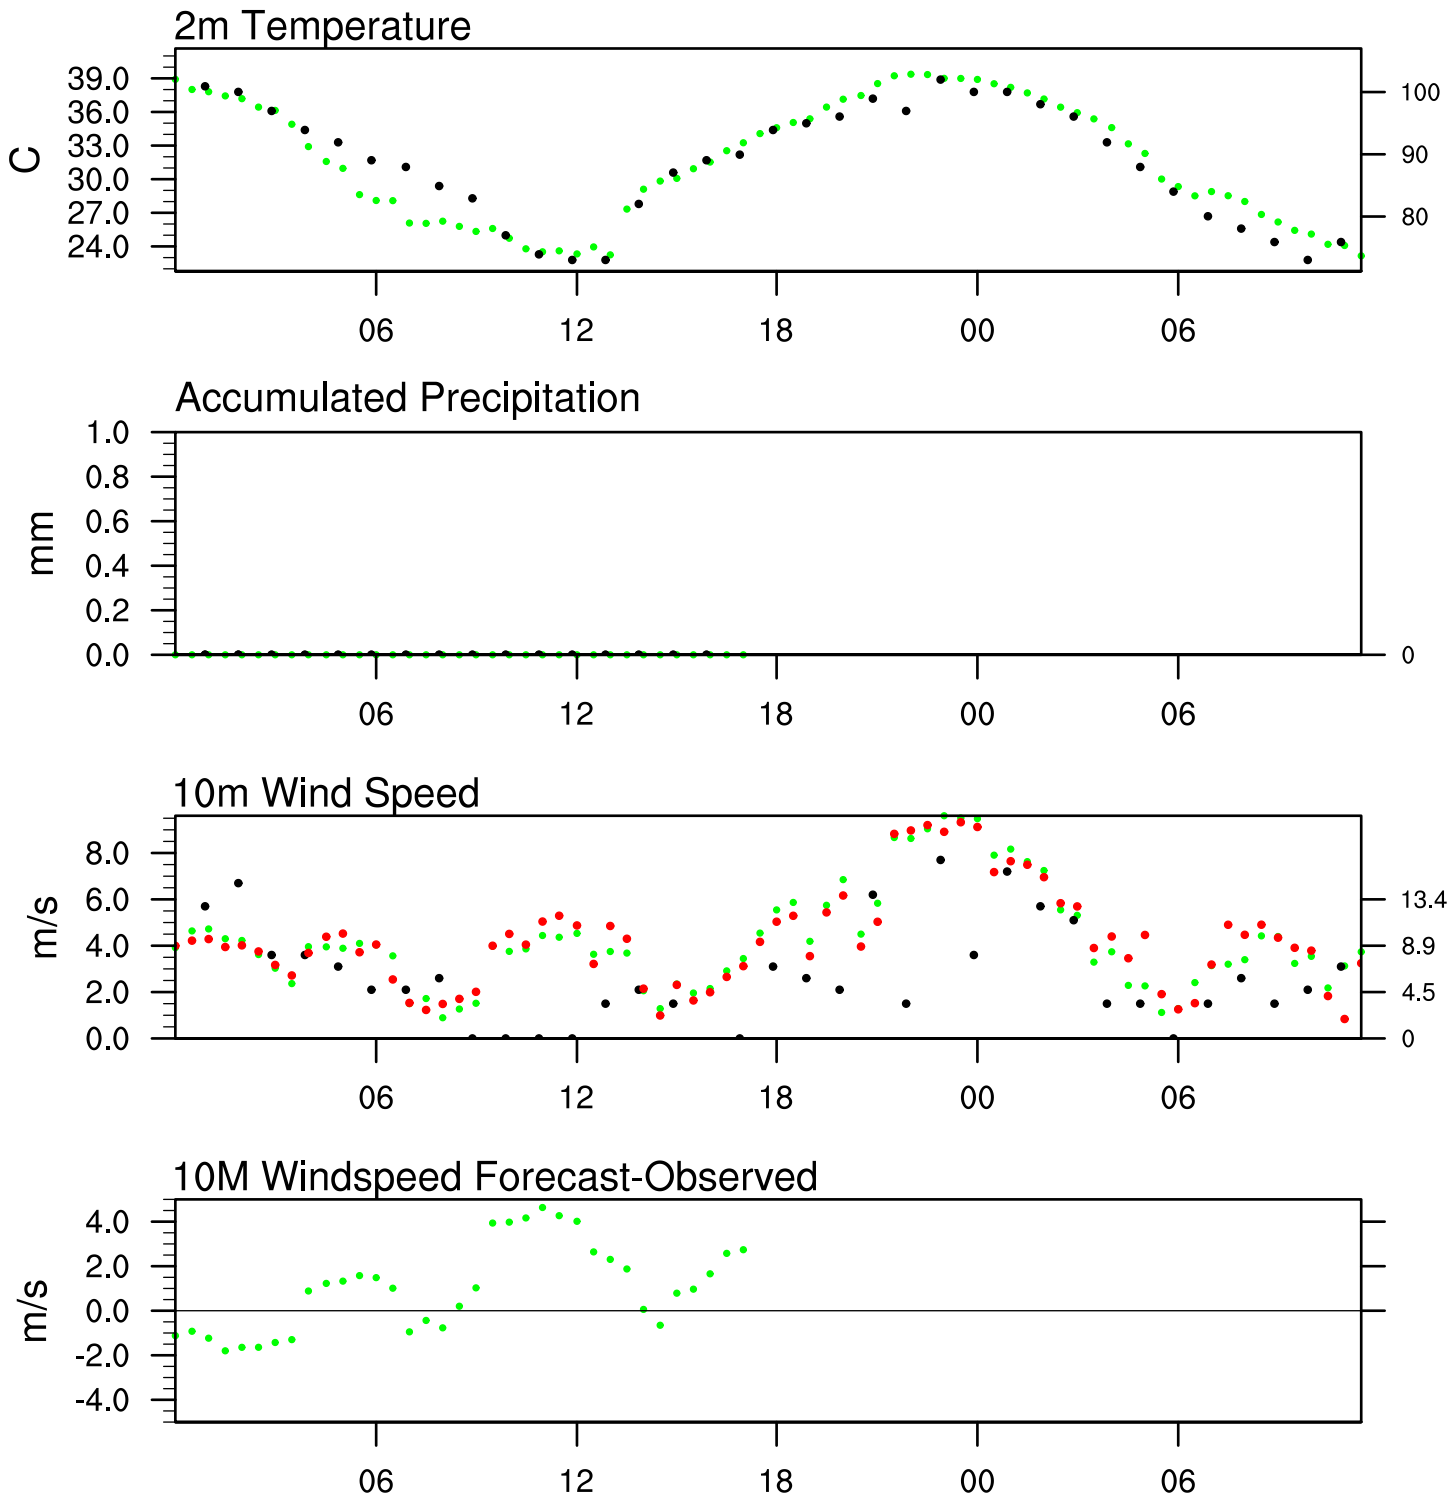 2m Temperature
C
39.0
36.0
33.0
30.0
27.0
24.0
100
90
80
06 12 18 00 06
Accumulated Precipitation
mm
1.0
0.8
0.6
0.4
0.2
0.0
0
06 12 18 00 06
10m Wind Speed
m/s
8.0
6.0
4.0
2.0
0.0
13.4
8.9
4.5
0
06 12 18 00 06
10M Windspeed Forecast-Observed
m/s
4.0
2.0
0.0
-2.0
-4.0
06 12 18 00 06